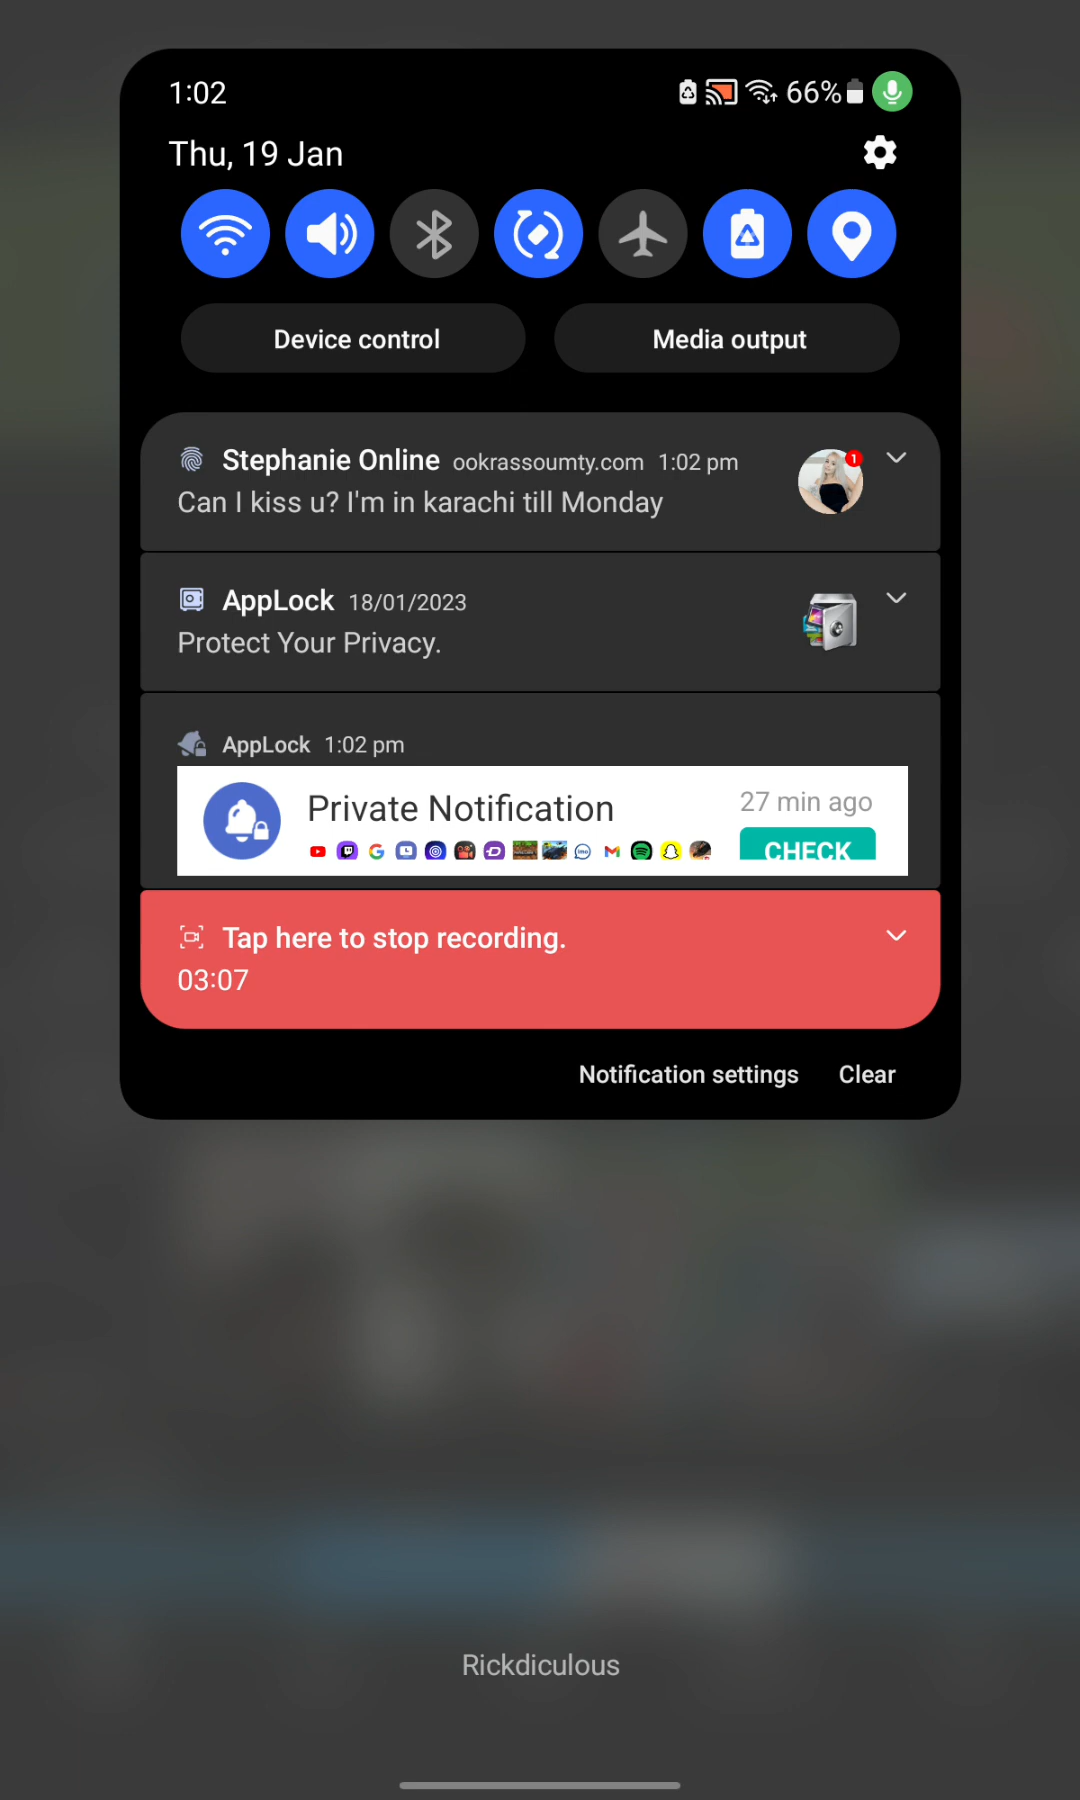 1:02 66%
Thu, 19 Jan
Device control Media output
Stephanie Online ookrassoumty.com 1:02 pm
1
Can I kiss u? I'm in karachi till Monday
AppLock 18/01/2023
Protect Your Privacy.
AppLock 1:02 pm
Private Notification 27 min ago
CHECK
Tap here to stop recording.
03:07
Notification settings Clear
Rickdiculous